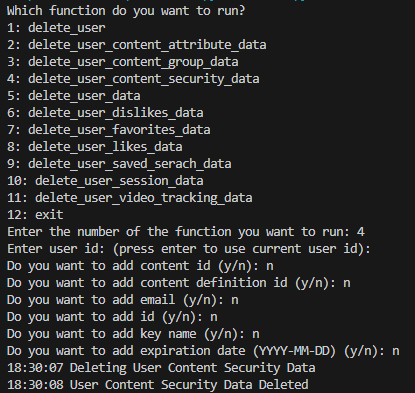 Which function do you want to run?
1: delete_user
2: delete_user_content_attribute_data
3: delete_user_content_group_data
4: delete_user_content_security_data
5: delete_user_data
6: delete_user_dislikes_data
7: delete_user_favorites_data
8: delete_user_likes_data
9: delete_user_saved_serach_data
10: delete_user_session_data
11: delete_user_video_tracking_data
12: exit
Enter the number of the function you want to run: 4
Enter user id: (press enter to use current user id):
Do you want to add content id (y/n): n
Do you want to add content definition id (y/n): n
Do you want to add email (y/n): n
Do you want to add id (y/n): n
Do you want to add key name (y/n): n
Do you want to add expiration date (YYYY-MM-DD) (y/n): n
18:30:07 Deleting User Content Security Data
18:30:08 User Content Security Data Deleted